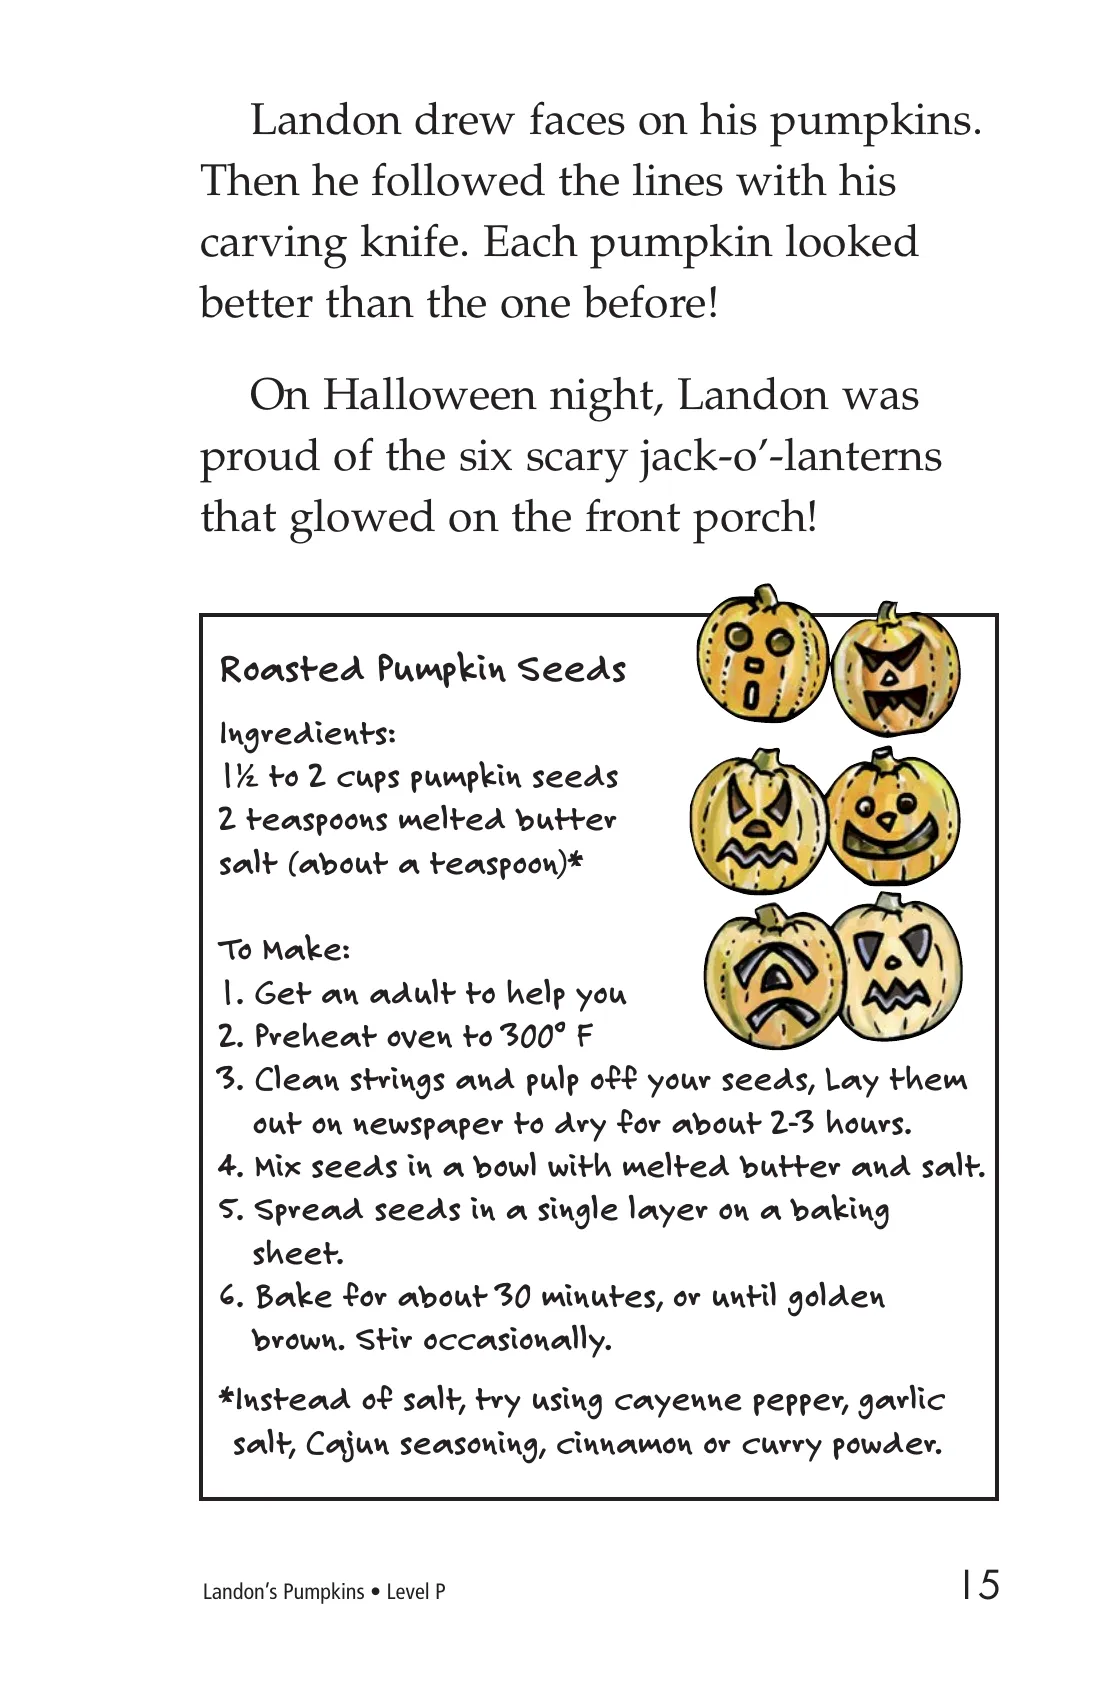 Landon drew faces on his pumpkins.
Then he followed the lines with his
carving knife. Each pumpkin looked
better than the one before!
On Halloween night, Landon was
proud of the six scary jack-o’-lanterns
that glowed on the front porch!
Roasted Pumpkin Seeds
Ingredients:
1½ to 2 cups pumpkin seeds
2 teaspoons melted butter
salt (about a teaspoon)*
To Make:
1. Get an adult to help you
2. Preheat oven to 300° F
3. Clean strings and pulp off your seeds, Lay them
out on newspaper to dry for about 2-3 hours.
4. Mix seeds in a bowl with melted butter and salt.
5. Spread seeds in a single layer on a baking
sheet.
6. Bake for about 30 minutes, or until golden
brown. Stir occasionally.
*Instead of salt, try using cayenne pepper, garlic
salt, Cajun seasoning, cinnamon or curry powder.
Landon’s Pumpkins • Level P
15